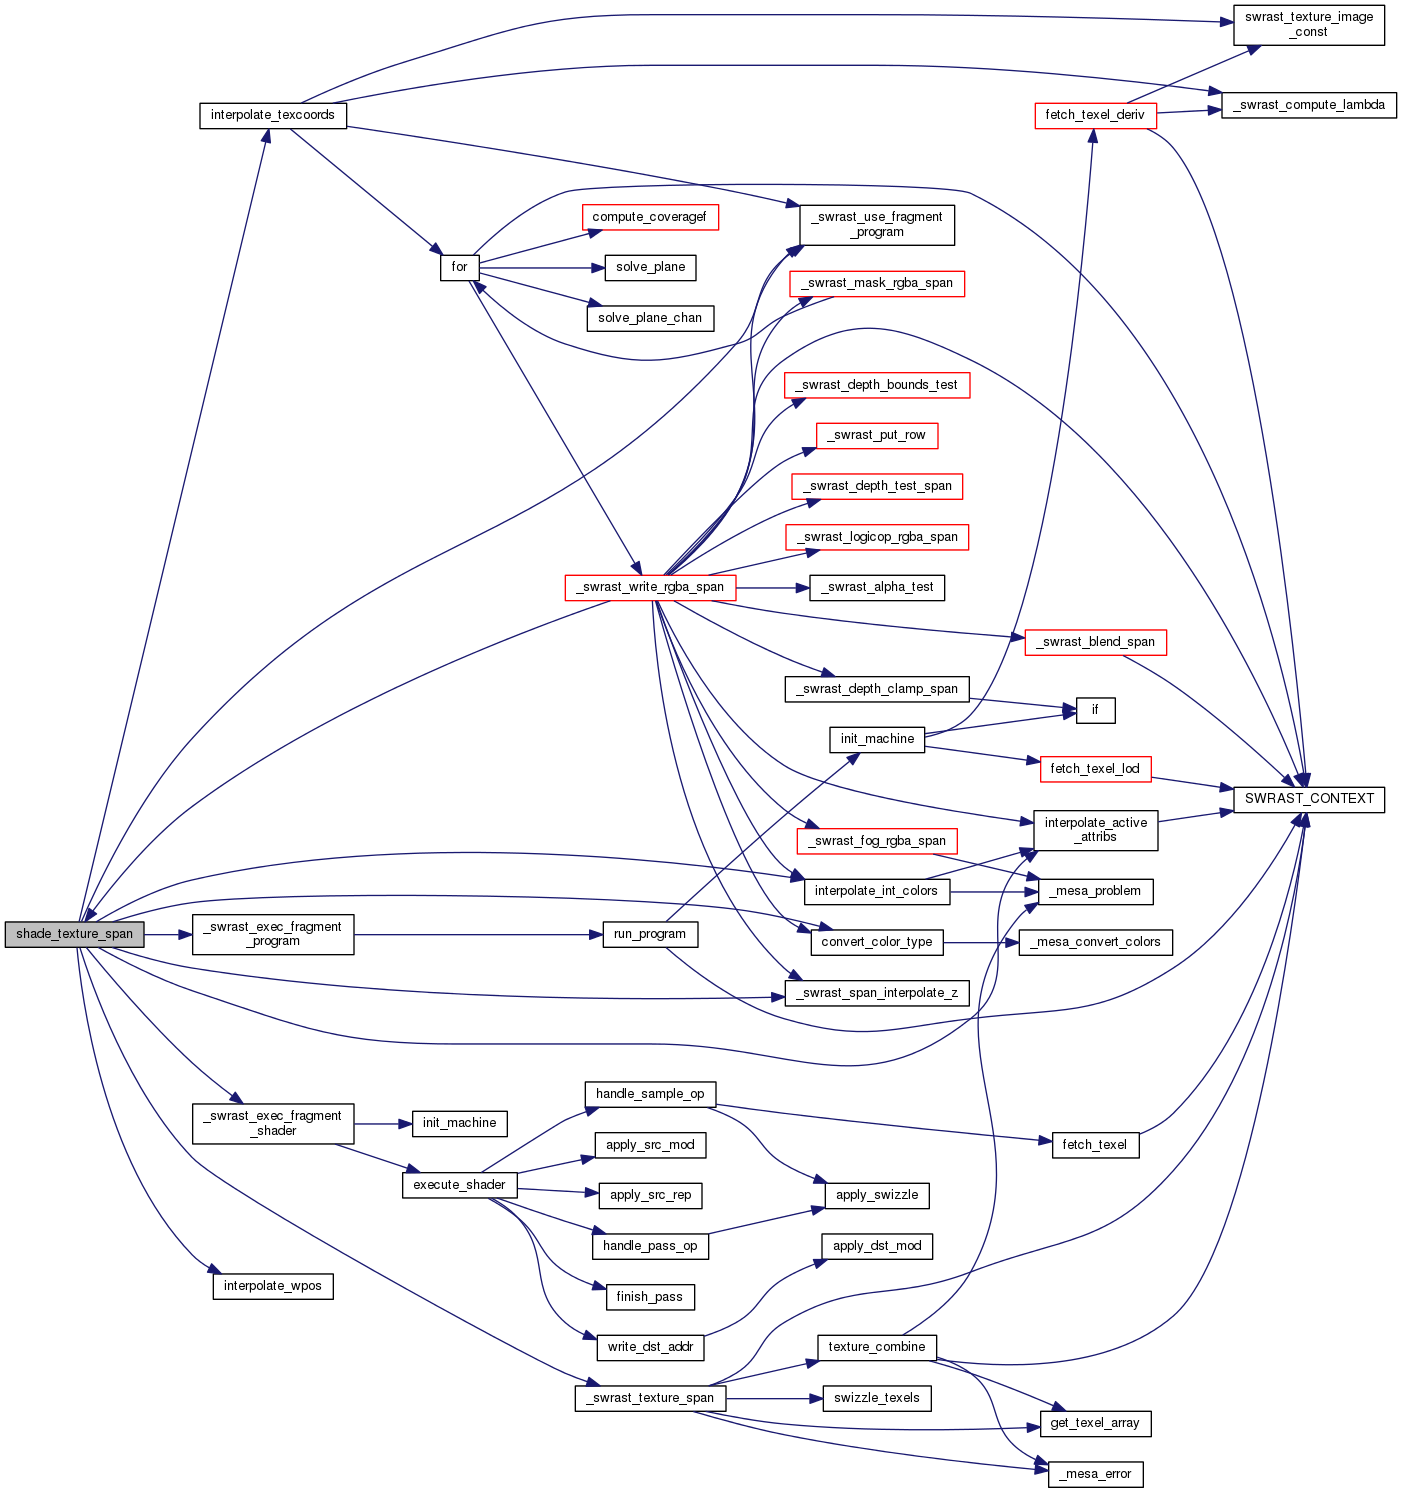 swrast_texture_image
_const
interpolate_texcoords
fetch_texel_deriv
_swrast_compute_lambda
compute_coveragef
_swrast_use_fragment
_program
for
solve_plane
_swrast_mask_rgba_span
solve_plane_chan
_swrast_depth_bounds_test
_swrast_put_row
_swrast_depth_test_span
_swrast_logicop_rgba_span
_swrast_write_rgba_span
_swrast_alpha_test
_swrast_blend_span
_swrast_depth_clamp_span
if
init_machine
fetch_texel_lod
SWRAST_CONTEXT
interpolate_active
_attribs
_swrast_fog_rgba_span
interpolate_int_colors
_mesa_problem
shade_texture_span
_swrast_exec_fragment
_program
run_program
convert_color_type
_mesa_convert_colors
_swrast_span_interpolate_z
handle_sample_op
_swrast_exec_fragment
_shader
init_machine
apply_src_mod
fetch_texel
execute_shader
apply_src_rep
apply_swizzle
handle_pass_op
apply_dst_mod
interpolate_wpos
finish_pass
write_dst_addr
texture_combine
_swrast_texture_span
swizzle_texels
get_texel_array
_mesa_error